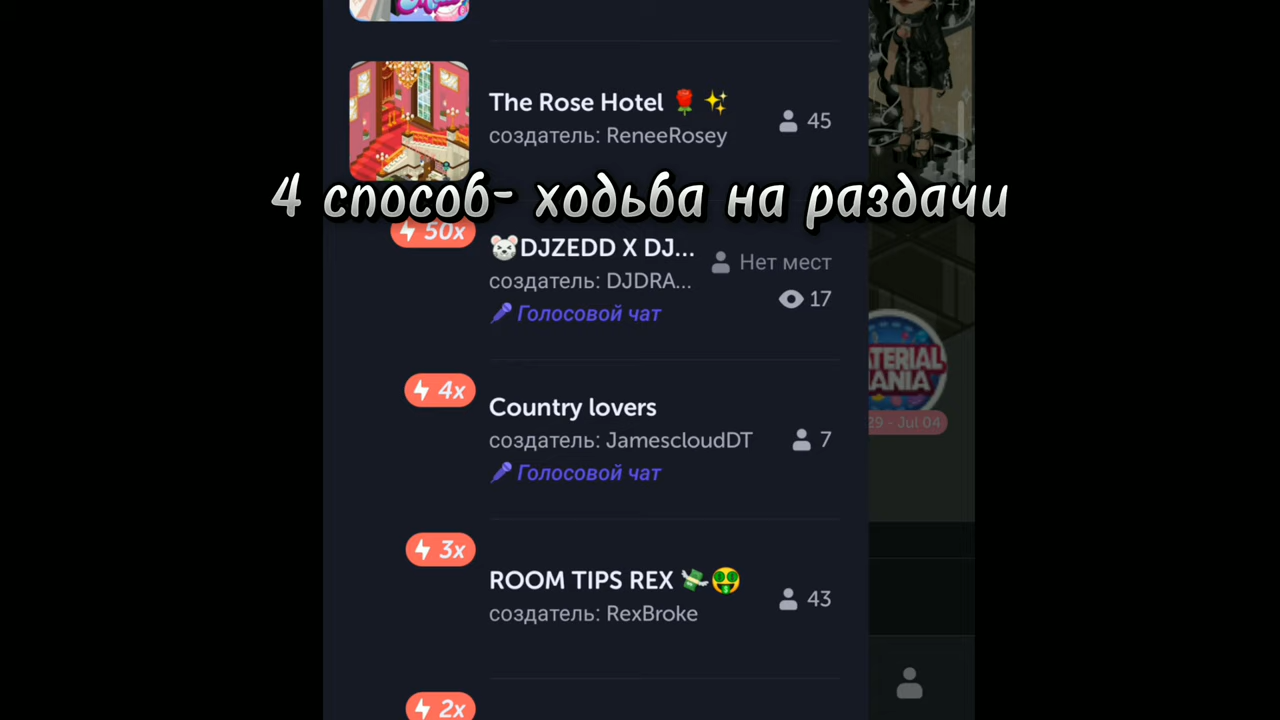 The Rose Hotel 🌹 ✨
создатель: ReneeRosey
45
4 способ- ходьба на раздачи
50x
🐭DJZEDD X DJ...
Нет мест
создатель: DJDRA...
17
Голосовой чат
TERIAL
ANIA
4x
Country lovers
29 - Jul 04
создатель: JamescloudDT
7
Голосовой чат
3x
ROOM TIPS REX 💸🤑
создатель: RexBroke
43
2x